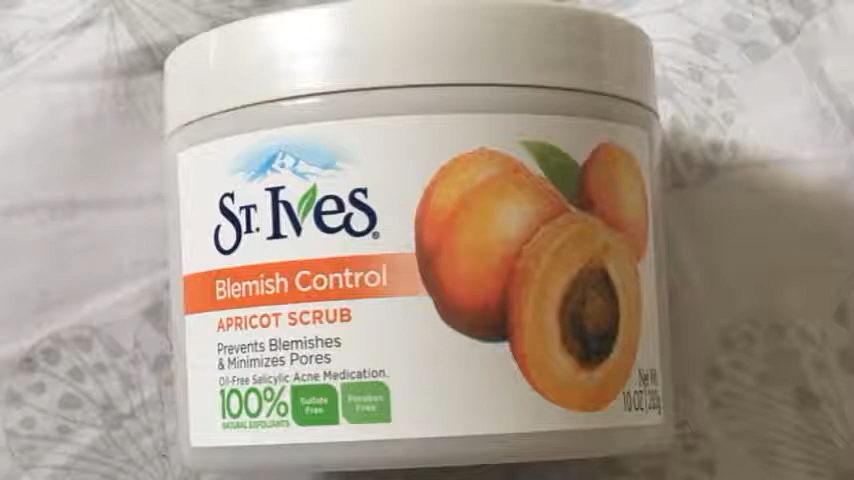 St. Ives®
Blemish Control
APRICOT SCRUB
Prevents Blemishes
& Minimizes Pores
Oil-Free Salicylic Acne Medication.
100%
NATURAL EXFOLIANTS
Sulfate
Free
Paraben
Free
Net Wt
10 OZ